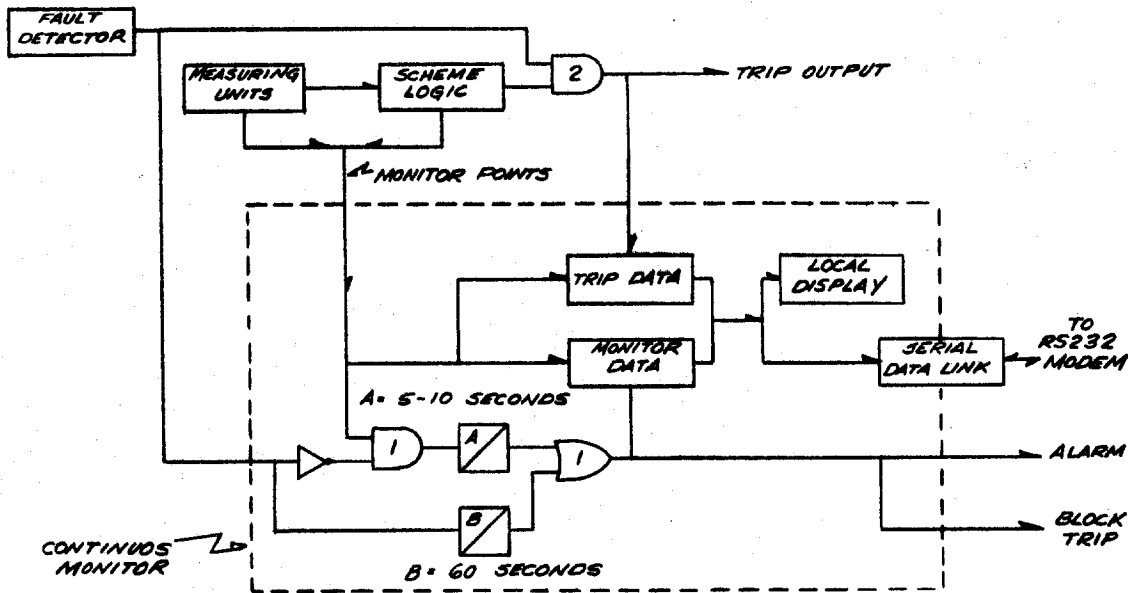 FAULT
DETECTOR
MEASURING
UNITS
SCHEME
LOGIC
2
TRIP OUTPUT
MONITOR POINTS
TRIP DATA
LOCAL
DISPLAY
MONITOR
DATA
SERIAL
DATA LINK
TO
RS232
MODEM
A= 5-10 SECONDS
1
A
1
ALARM
B
BLOCK
TRIP
CONTINUOS
MONITOR
B= 60 SECONDS